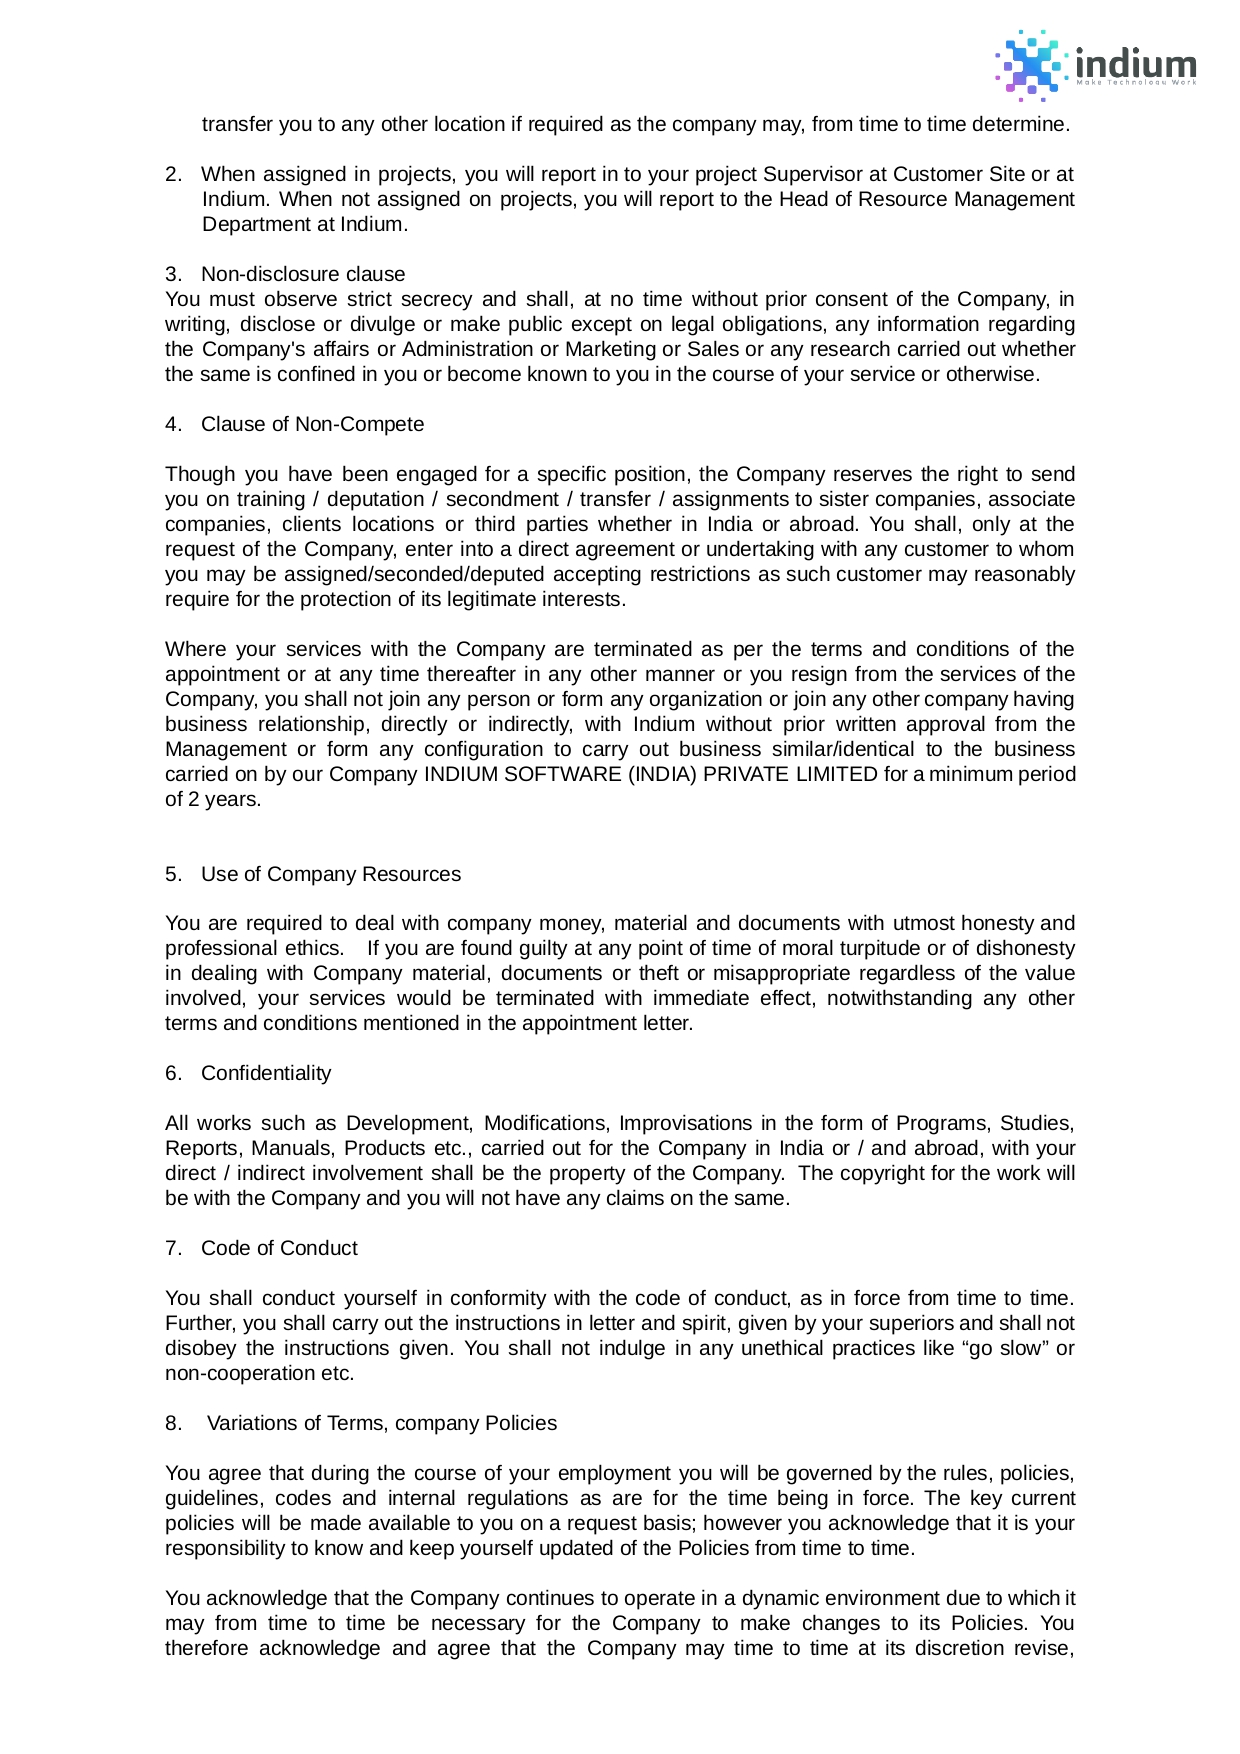 indium
Make Technology Work
transfer you to any other location if required as the company may, from time to time determine.
2. When assigned in projects, you will report in to your project Supervisor at Customer Site or at
Indium. When not assigned on projects, you will report to the Head of Resource Management
Department at Indium.
3. Non-disclosure clause
You must observe strict secrecy and shall, at no time without prior consent of the Company, in
writing, disclose or divulge or make public except on legal obligations, any information regarding
the Company's affairs or Administration or Marketing or Sales or any research carried out whether
the same is confined in you or become known to you in the course of your service or otherwise.
4. Clause of Non-Compete
Though you have been engaged for a specific position, the Company reserves the right to send
you on training / deputation / secondment / transfer / assignments to sister companies, associate
companies, clients locations or third parties whether in India or abroad. You shall, only at the
request of the Company, enter into a direct agreement or undertaking with any customer to whom
you may be assigned/seconded/deputed accepting restrictions as such customer may reasonably
require for the protection of its legitimate interests.
Where your services with the Company are terminated as per the terms and conditions of the
appointment or at any time thereafter in any other manner or you resign from the services of the
Company, you shall not join any person or form any organization or join any other company having
business relationship, directly or indirectly, with Indium without prior written approval from the
Management or form any configuration to carry out business similar/identical to the business
carried on by our Company INDIUM SOFTWARE (INDIA) PRIVATE LIMITED for a minimum period
of 2 years.
5. Use of Company Resources
You are required to deal with company money, material and documents with utmost honesty and
professional ethics. If you are found guilty at any point of time of moral turpitude or of dishonesty
in dealing with Company material, documents or theft or misappropriate regardless of the value
involved, your services would be terminated with immediate effect, notwithstanding any other
terms and conditions mentioned in the appointment letter.
6. Confidentiality
All works such as Development, Modifications, Improvisations in the form of Programs, Studies,
Reports, Manuals, Products etc., carried out for the Company in India or / and abroad, with your
direct / indirect involvement shall be the property of the Company. The copyright for the work will
be with the Company and you will not have any claims on the same.
7. Code of Conduct
You shall conduct yourself in conformity with the code of conduct, as in force from time to time.
Further, you shall carry out the instructions in letter and spirit, given by your superiors and shall not
disobey the instructions given. You shall not indulge in any unethical practices like “go slow” or
non-cooperation etc.
8. Variations of Terms, company Policies
You agree that during the course of your employment you will be governed by the rules, policies,
guidelines, codes and internal regulations as are for the time being in force. The key current
policies will be made available to you on a request basis; however you acknowledge that it is your
responsibility to know and keep yourself updated of the Policies from time to time.
You acknowledge that the Company continues to operate in a dynamic environment due to which it
may from time to time be necessary for the Company to make changes to its Policies. You
therefore acknowledge and agree that the Company may time to time at its discretion revise,